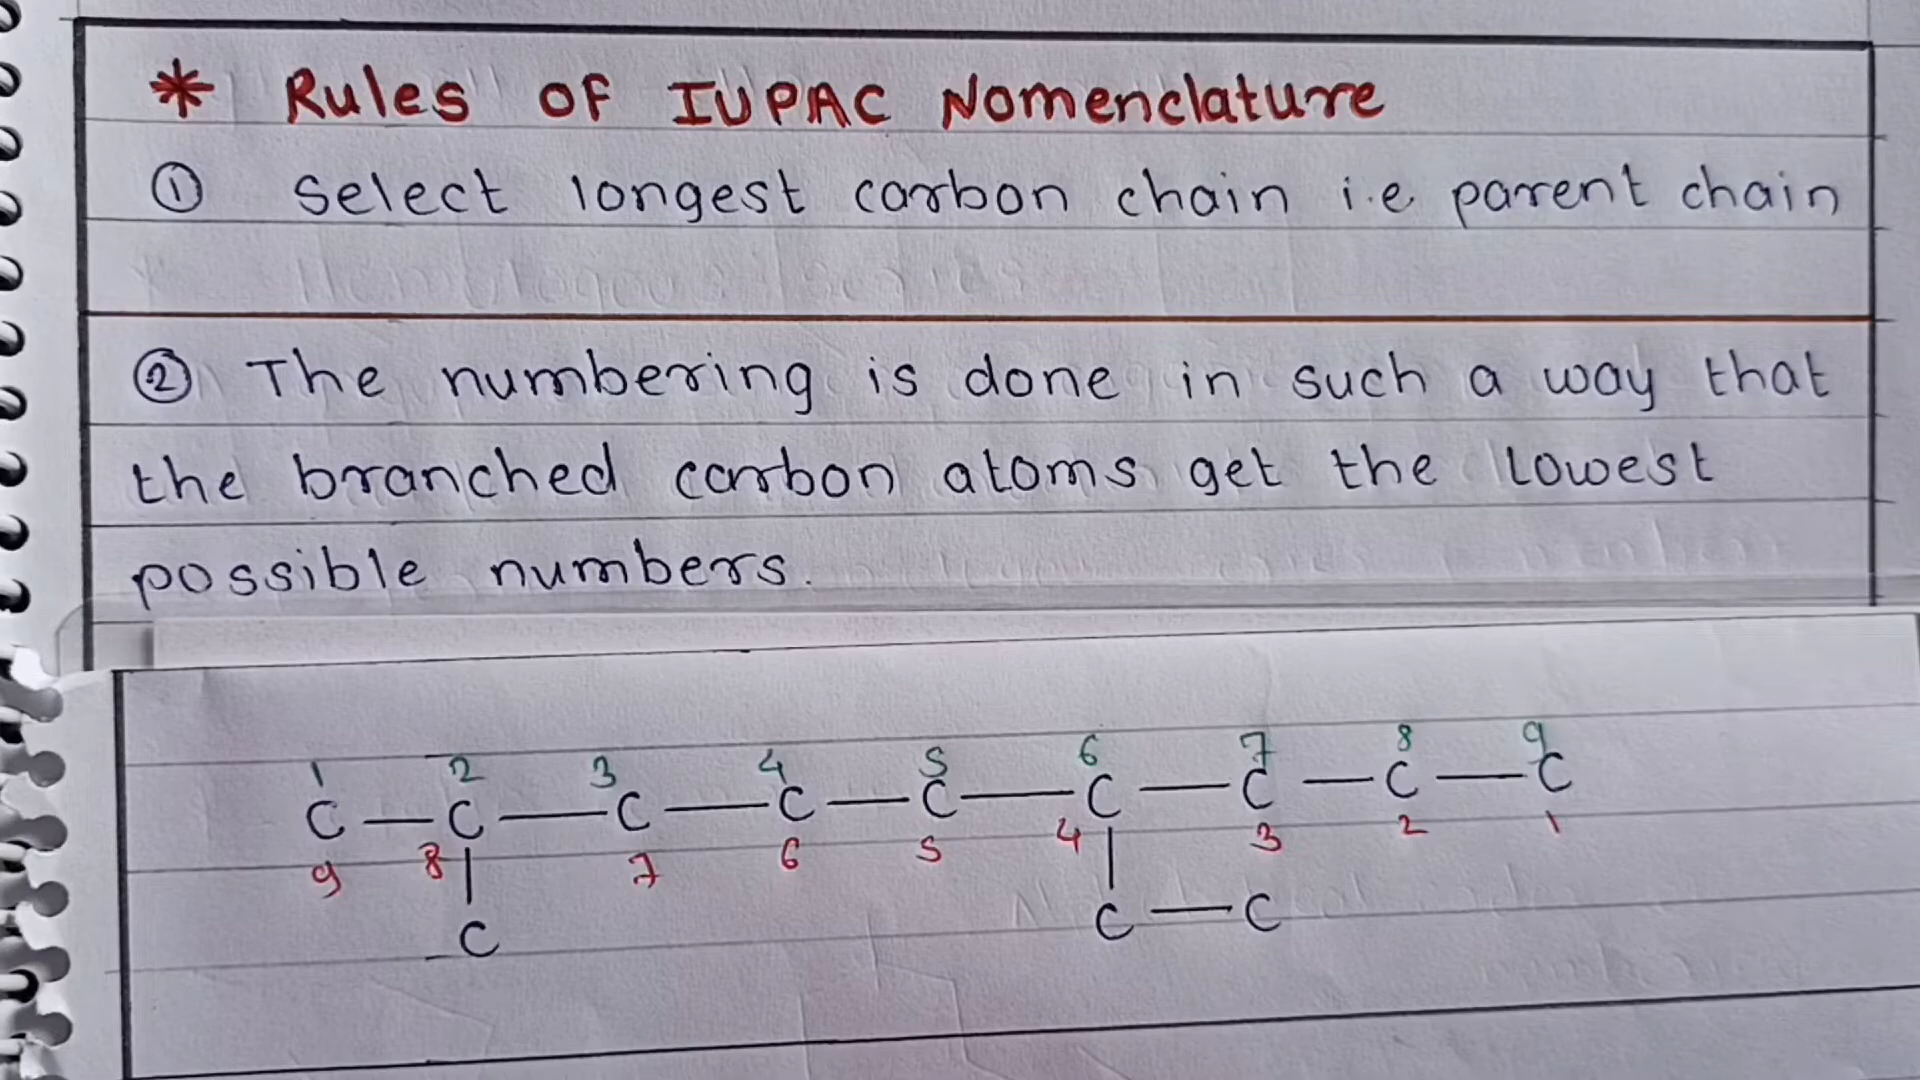 * Rules OF IUPAC Nomenclature
① Select longest carbon chain i.e parent chain
② The numbering is done in such a way that
the branched carbon atoms get the lowest
possible numbers.
1 2 3 4 5 6 7 8 9
C — C — C — C — C — C — C — C — C
9 8 7 6 5 4 3 2 1
| |
C C — C